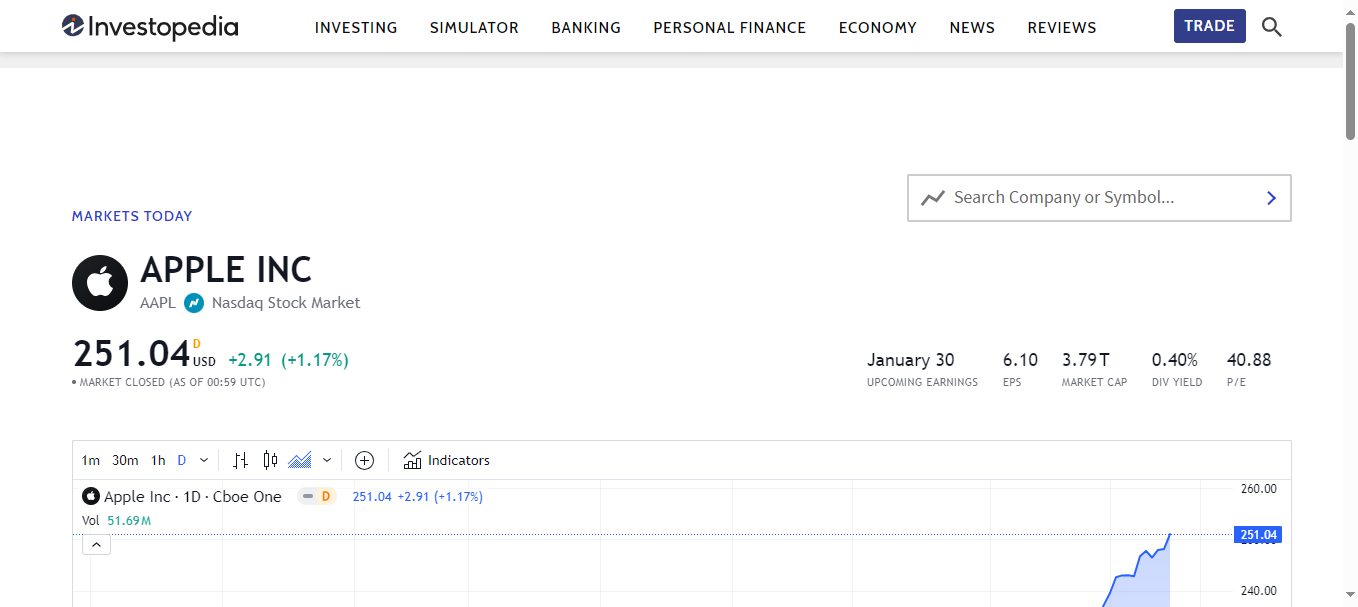 Investopedia
INVESTING SIMULATOR BANKING PERSONAL FINANCE ECONOMY NEWS REVIEWS TRADE
Search Company or Symbol...
MARKETS TODAY
APPLE INC
AAPL Nasdaq Stock Market
251.04 D USD +2.91 (+1.17%)
• MARKET CLOSED (AS OF 00:59 UTC)
January 30 6.10 3.79T 0.40% 40.88
UPCOMING EARNINGS EPS MARKET CAP DIV YIELD P/E
1m 30m 1h D Indicators
Apple Inc · 1D · Cboe One D 251.04 +2.91 (+1.17%)
Vol 51.69M
260.00
251.04
240.00